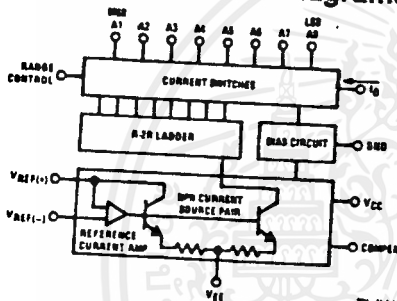 MSB LSB
A1 A2 A3 A4 A5 A6 A7 A8
RANGE CONTROL
CURRENT SWITCHES
I0
R-2R LADDER
BIAS CIRCUIT
GND
VREF(+)
VREF(-)
NPN CURRENT SOURCE PAIR
REFERENCE CURRENT AMP
VCC
COMPEN
VEE